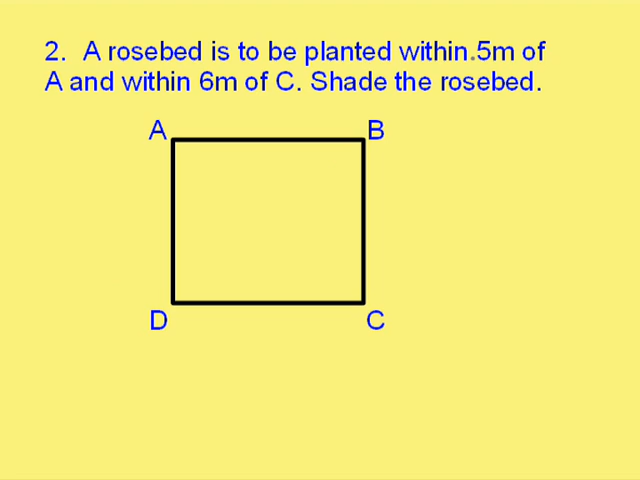 2. A rosebed is to be planted within.5m of
A and within 6m of C. Shade the rosebed.
A B
D C